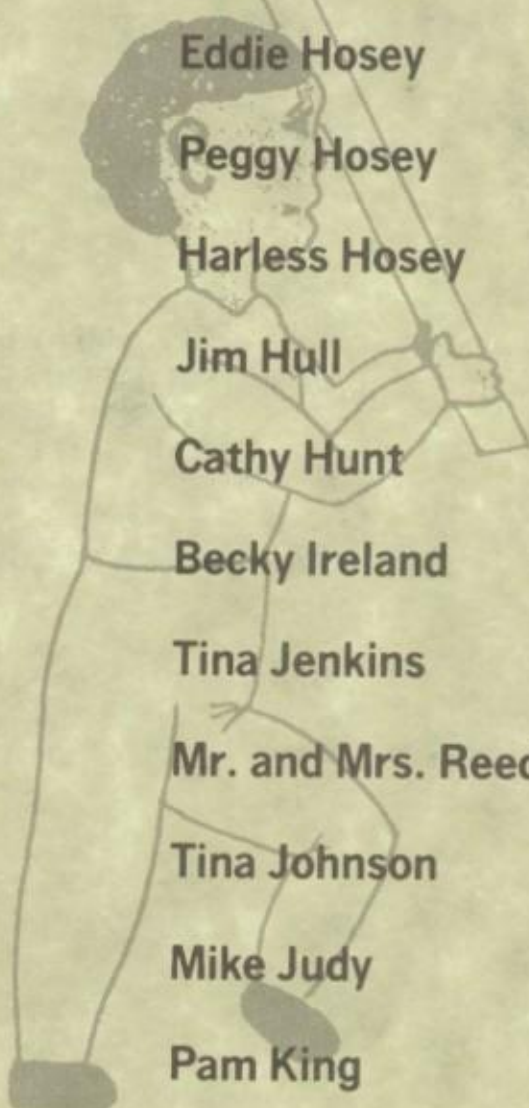 Eddie Hosey
Peggy Hosey
Harless Hosey
Jim Hull
Cathy Hunt
Becky Ireland
Tina Jenkins
Mr. and Mrs.
Tina Johnson
Mike Judy
Pam King